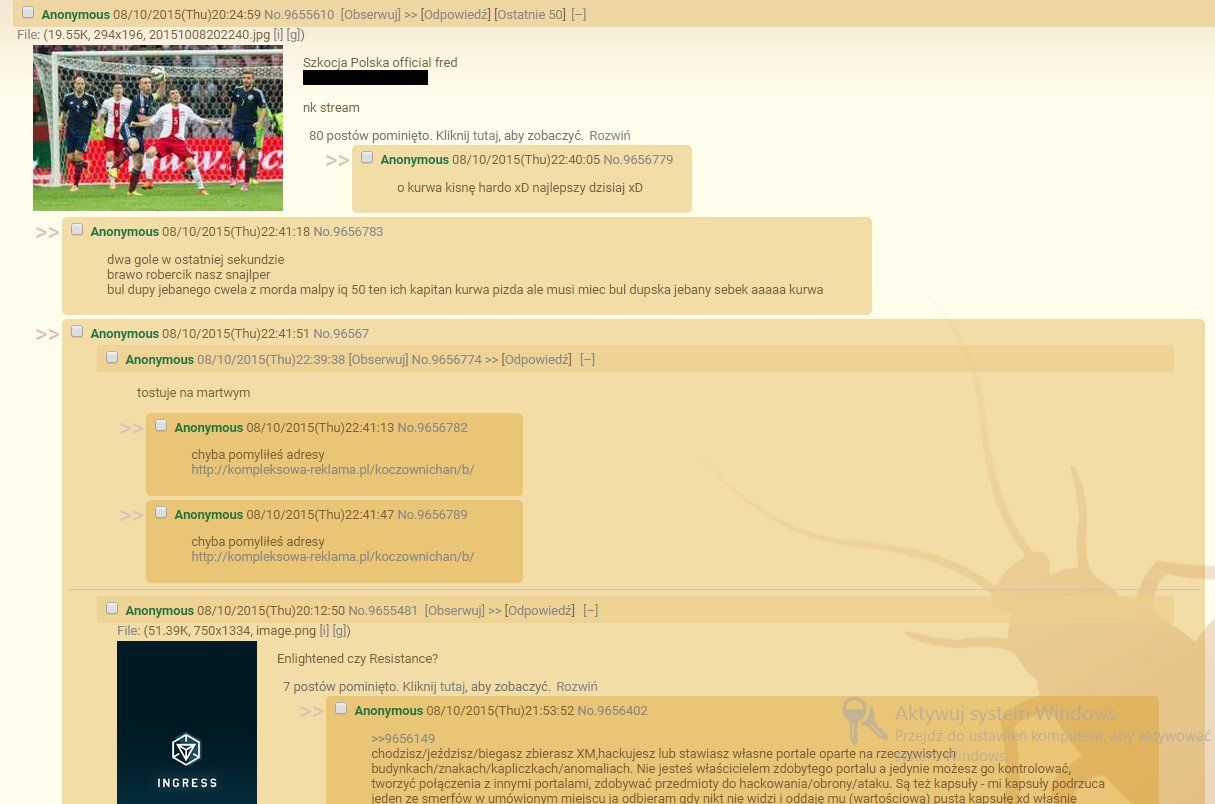 Anonymous 08/10/2015(Thu)20:24:59 No.9655610 [Obserwuj] >> [Odpowiedź] [Ostatnie 50] [–]
File: (19.55K, 294x196, 20151008202240.jpg [i] [g])
Szkocja Polska official fred
nk stream
80 postów pominięto. Kliknij tutaj, aby zobaczyć. Rozwiń
>> Anonymous 08/10/2015(Thu)22:40:05 No.9656779
o kurwa kisnę hardo xD najlepszy dzisiaj xD
>> Anonymous 08/10/2015(Thu)22:41:18 No.9656783
dwa gole w ostatniej sekundzie
brawo robercik nasz snajlper
bul dupy jebanego cwela z morda malpy iq 50 ten ich kapitan kurwa pizda ale musi miec bul dupska jebany sebek aaaaa kurwa
>> Anonymous 08/10/2015(Thu)22:41:51 No.96567
Anonymous 08/10/2015(Thu)22:39:38 [Obserwuj] No.9656774 >> [Odpowiedź] [–]
tostuje na martwym
>> Anonymous 08/10/2015(Thu)22:41:13 No.9656782
chyba pomyliłeś adresy
http://kompleksowa-reklama.pl/koczownichan/b/
>> Anonymous 08/10/2015(Thu)22:41:47 No.9656789
chyba pomyliłeś adresy
http://kompleksowa-reklama.pl/koczownichan/b/
Anonymous 08/10/2015(Thu)20:12:50 No.9655481 [Obserwuj] >> [Odpowiedź] [–]
File: (51.39K, 750x1334, image.png [i] [g])
Enlightened czy Resistance?
7 postów pominięto. Kliknij tutaj, aby zobaczyć. Rozwiń
>> Anonymous 08/10/2015(Thu)21:53:52 No.9656402
>>9656149
chodzisz/jeździsz/biegasz zbierasz XM,hackujesz lub stawiasz własne portale oparte na rzeczywistych
budynkach/znakach/kapliczkach/anomaliach. Nie jesteś właścicielem zdobytego portalu a jedynie możesz go kontrolować,
tworzyć połączenia z innymi portalami, zdobywać przedmioty do hackowania/obrony/ataku. Są też kapsuły - mi kapsuły podrzuca
jeden ze smerfów w umówionym miejscu ja odbieram gdy nikt nie widzi i oddaję mu (wartościową) pustą kapsułę xd właśnie
INGRESS
Aktywuj system Windows
Przejdź do ustawień komputera, aby aktywować
Windows